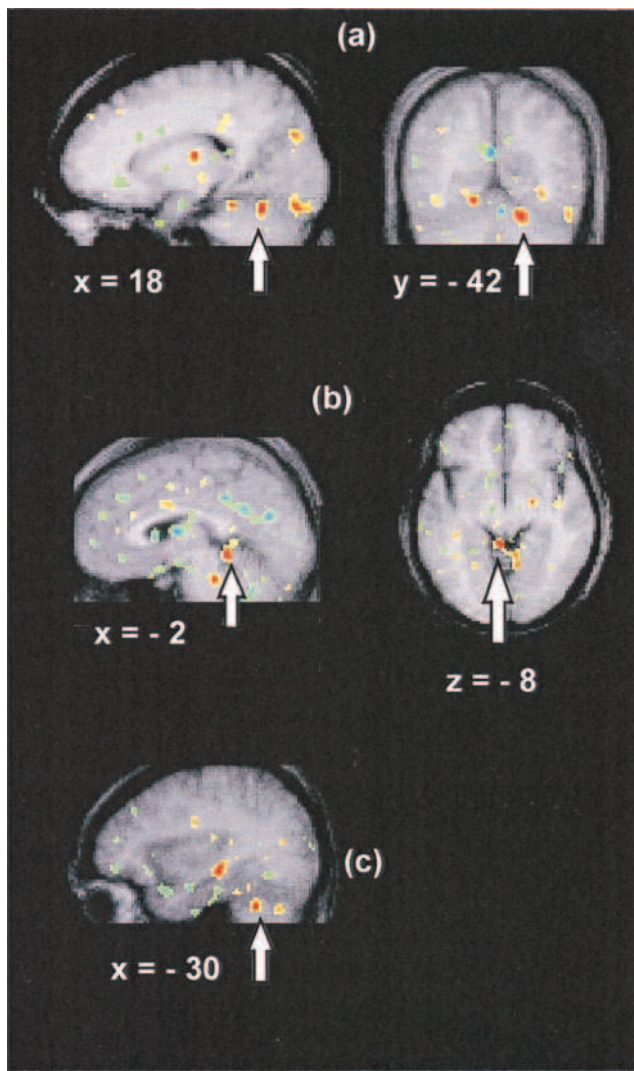 (a)
x = 18
y = - 42
(b)
x = - 2
z = - 8
(c)
x = - 30